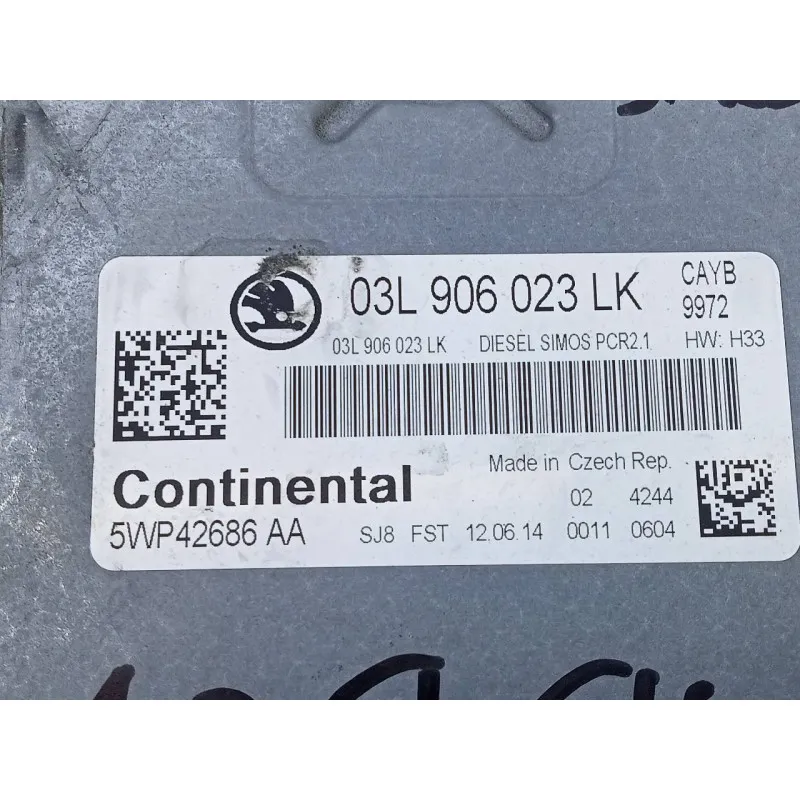 03L 906 023 LK CAYB
9972
03L 906 023 LK DIESEL SIMOS PCR2.1 HW: H33
Made in Czech Rep.
Continental 02 4244
5WP42686 AA SJ8 FST 12.06.14 0011 0604